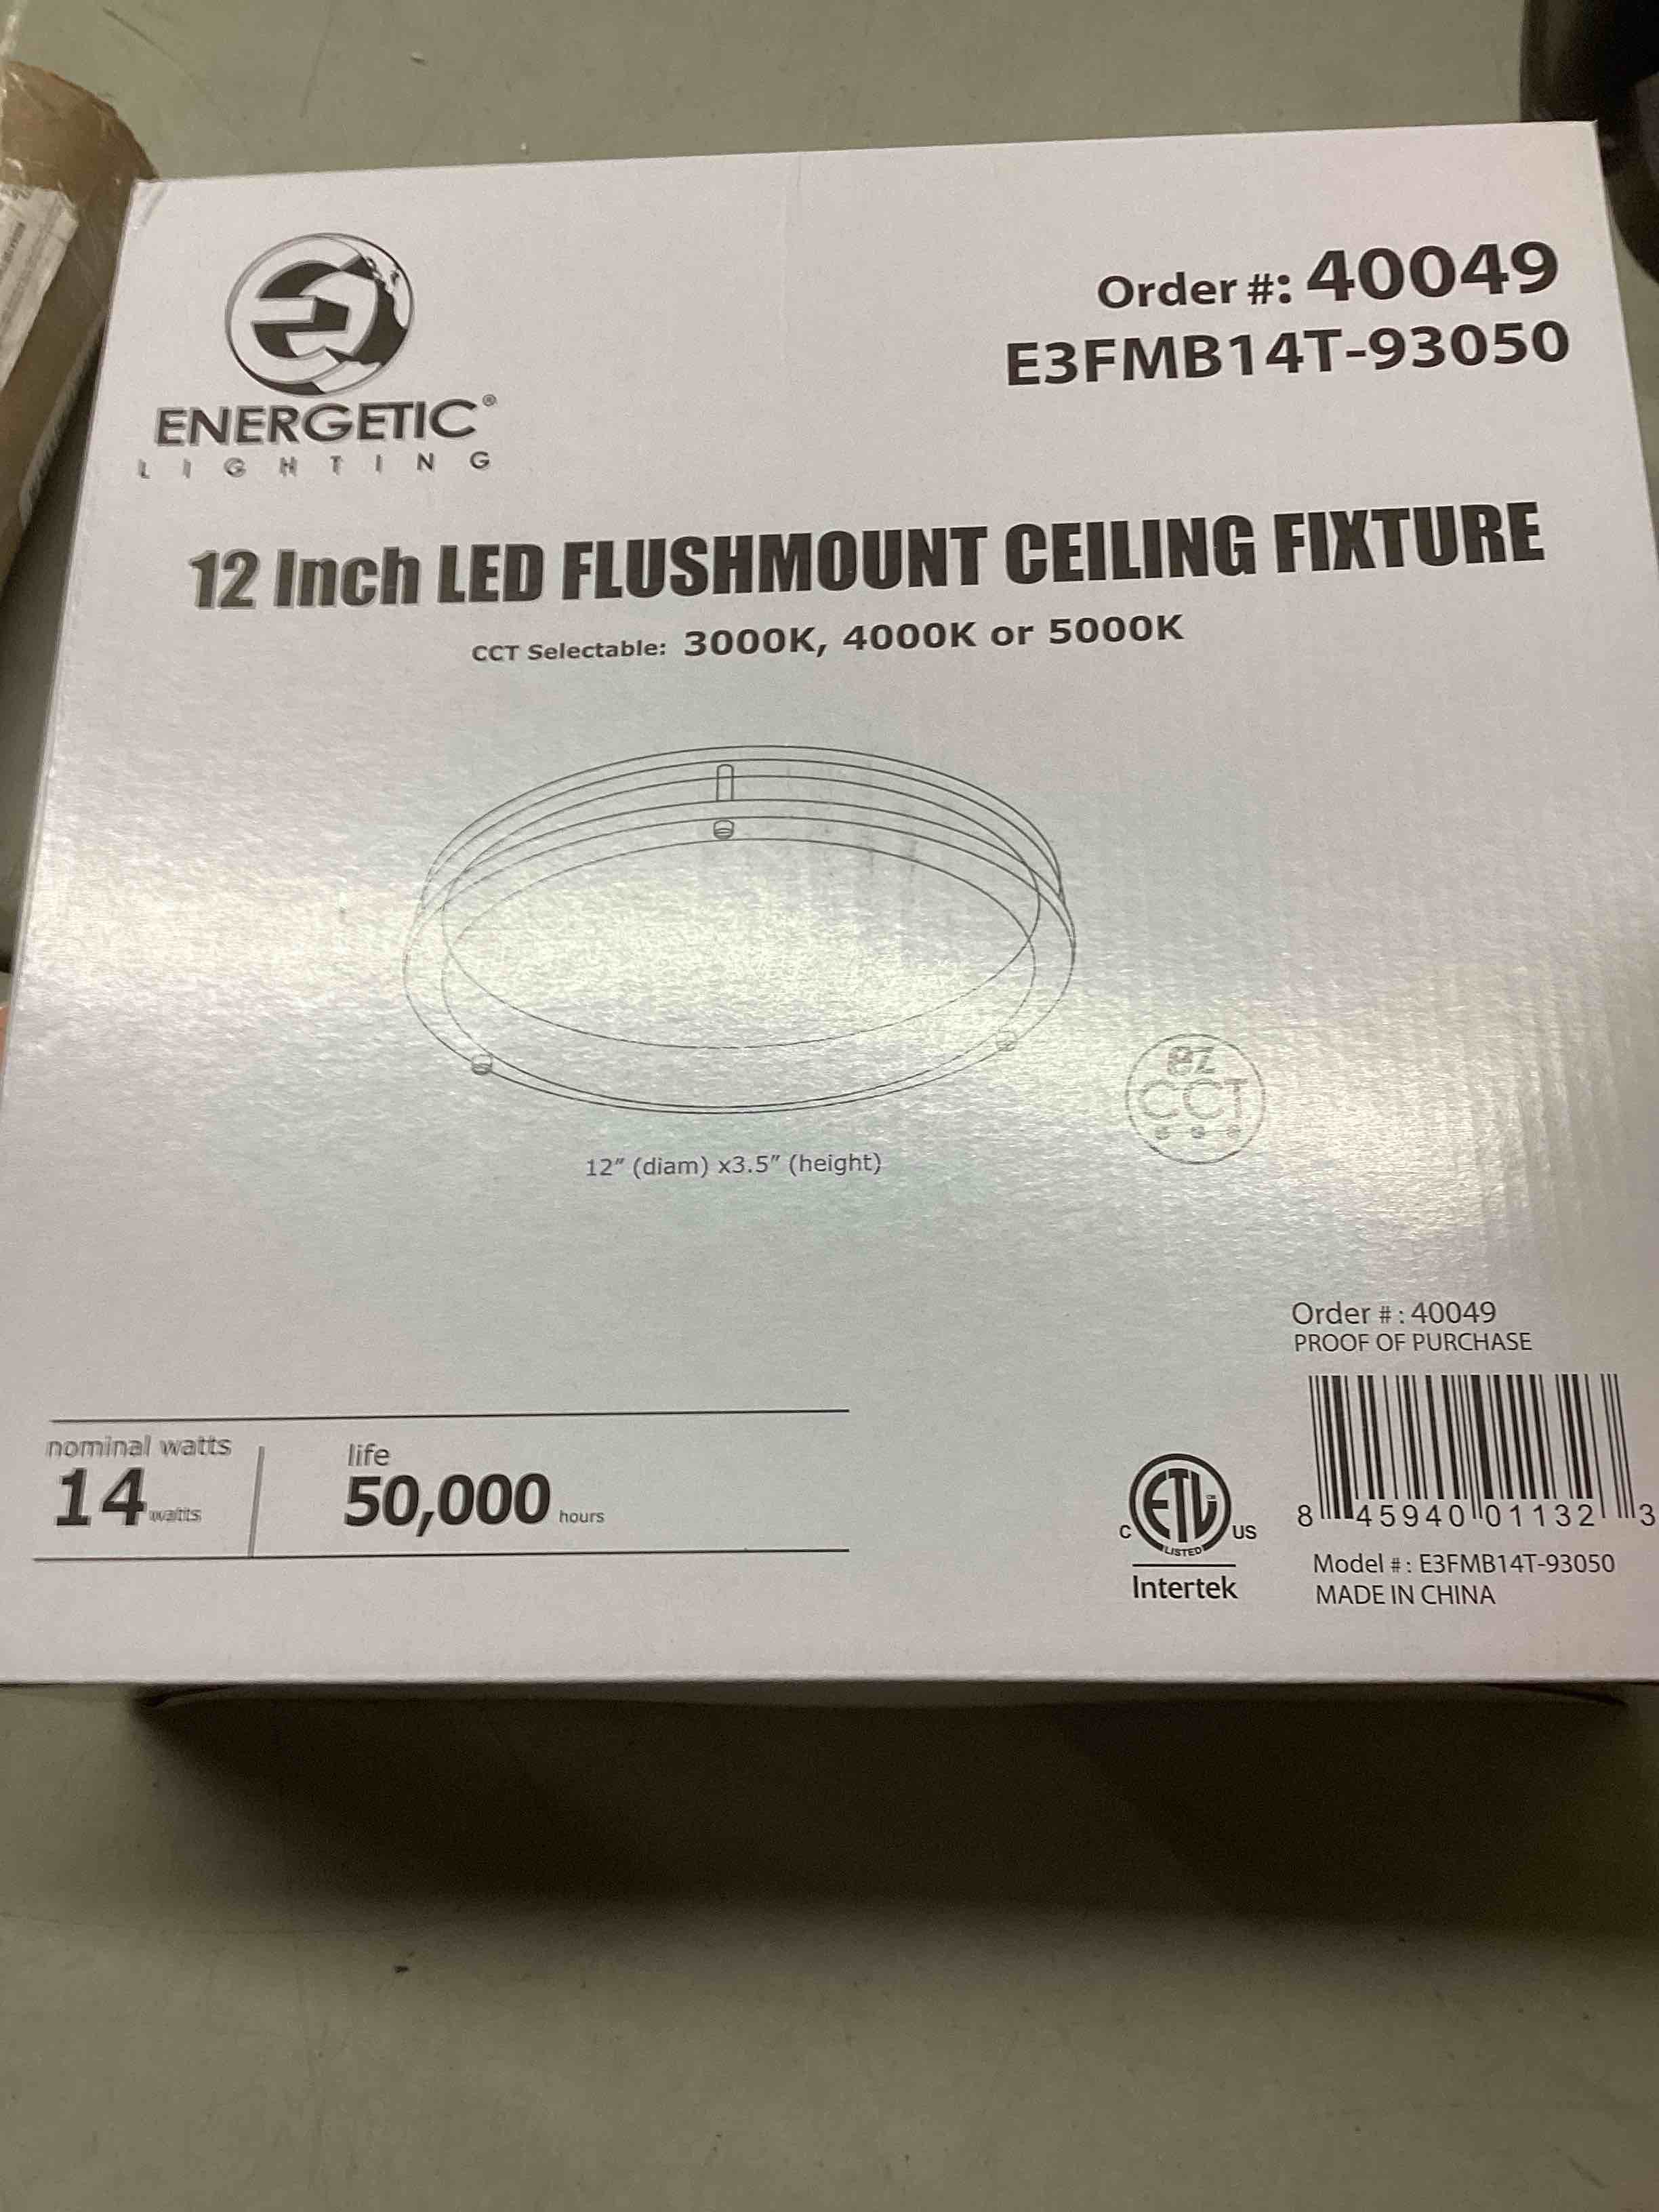 ENERGETIC®
LIGHTING
Order #: 40049
E3FMB14T-93050
12 Inch LED FLUSHMOUNT CEILING FIXTURE
CCT Selectable: 3000K, 4000K or 5000K
ez
CCT
12" (diam) x3.5" (height)
Order # : 40049
PROOF OF PURCHASE
nominal watts
14 watts
life
50,000 hours
C ETL US
LISTED
Intertek
8 45940 01132 3
Model # : E3FMB14T-93050
MADE IN CHINA